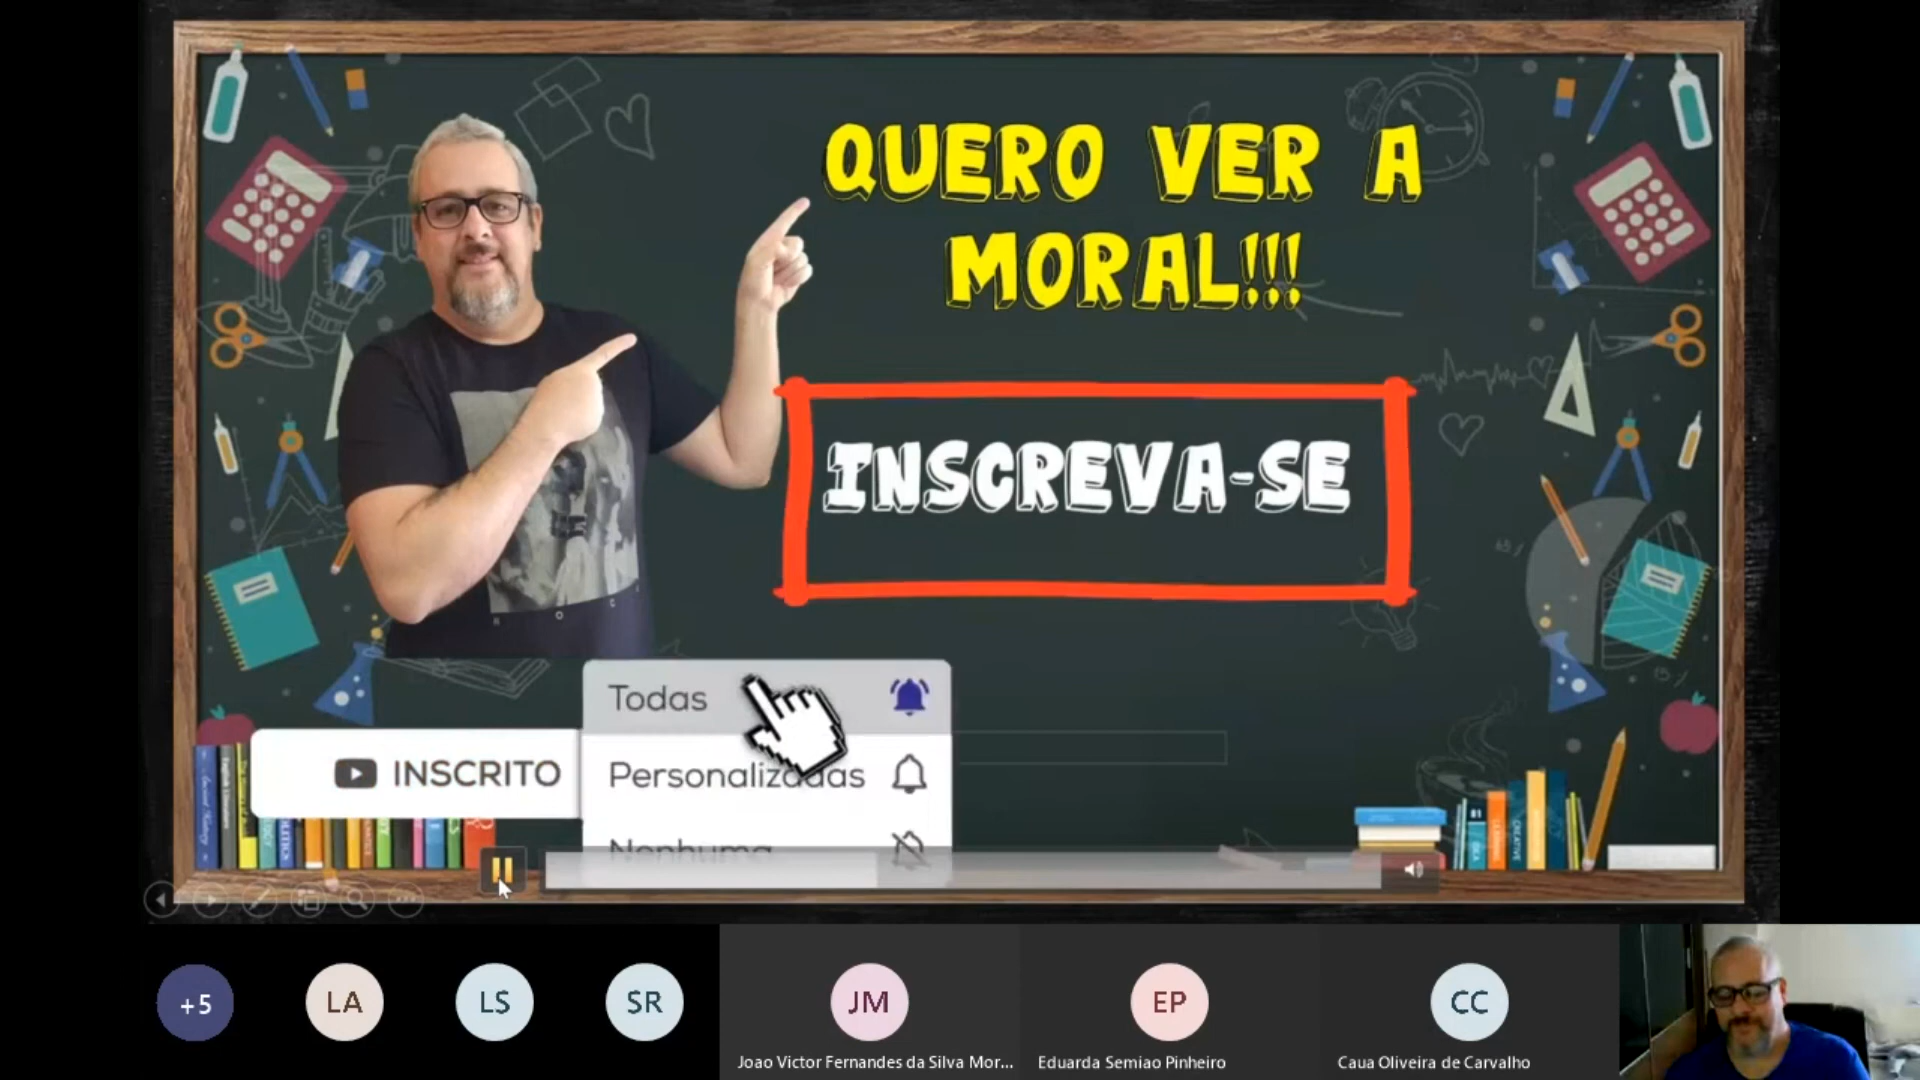 QUERO VER A
MORAL!!!
INSCREVA-SE
Todas
INSCRITO
Personalizadas
Nenhuma
+5
LA
LS
SR
JM
EP
CC
Joao Victor Fernandes da Silva Mor...
Eduarda Semiao Pinheiro
Caua Oliveira de Carvalho